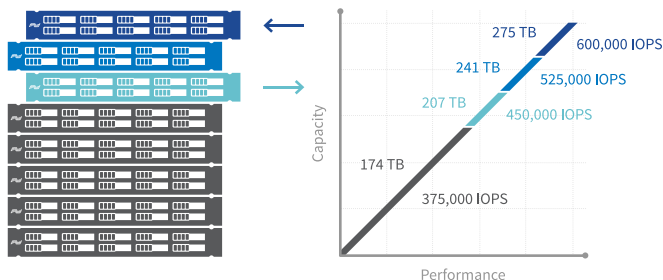 275 TB
600,000 IOPS
241 TB
525,000 IOPS
207 TB
450,000 IOPS
174 TB
375,000 IOPS
Capacity
Performance